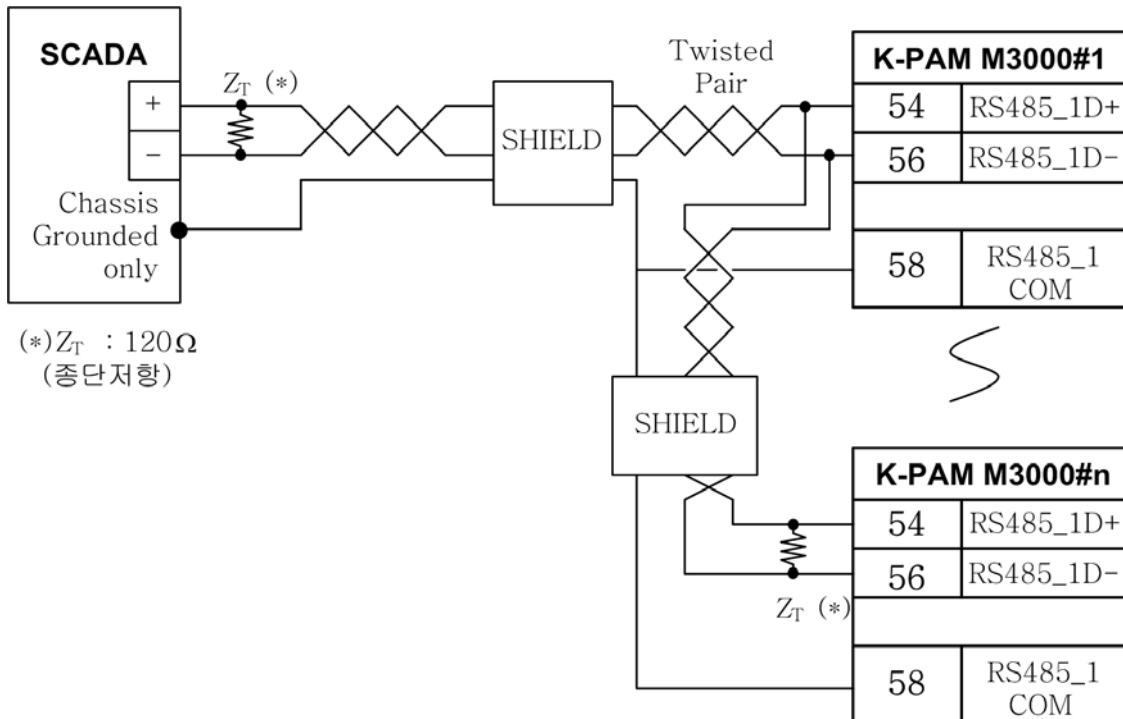 SCADA
+
−
Z_T (*)
Chassis
Grounded
only
(*)Z_T : 120Ω
(종단저항)
SHIELD
Twisted
Pair
K-PAM M3000#1
54 RS485_1D+
56 RS485_1D-
58 RS485_1
COM
SHIELD
K-PAM M3000#n
54 RS485_1D+
56 RS485_1D-
Z_T (*)
58 RS485_1
COM